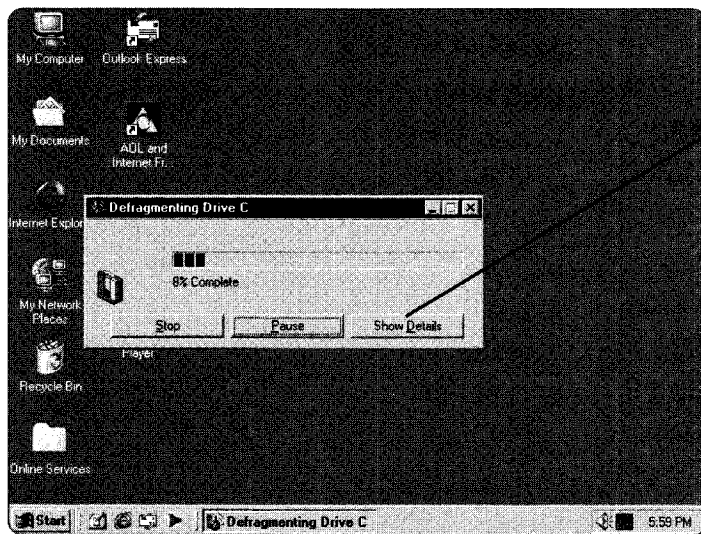 My Computer
Outlook Express
My Documents
AOL and
Internet Fr...
Internet Explor
Defragmenting Drive C
8% Complete
Stop
Pause
Show Details
My Network
Places
Player
Recycle Bin
Online Services
Start
Defragmenting Drive C
5:59 PM